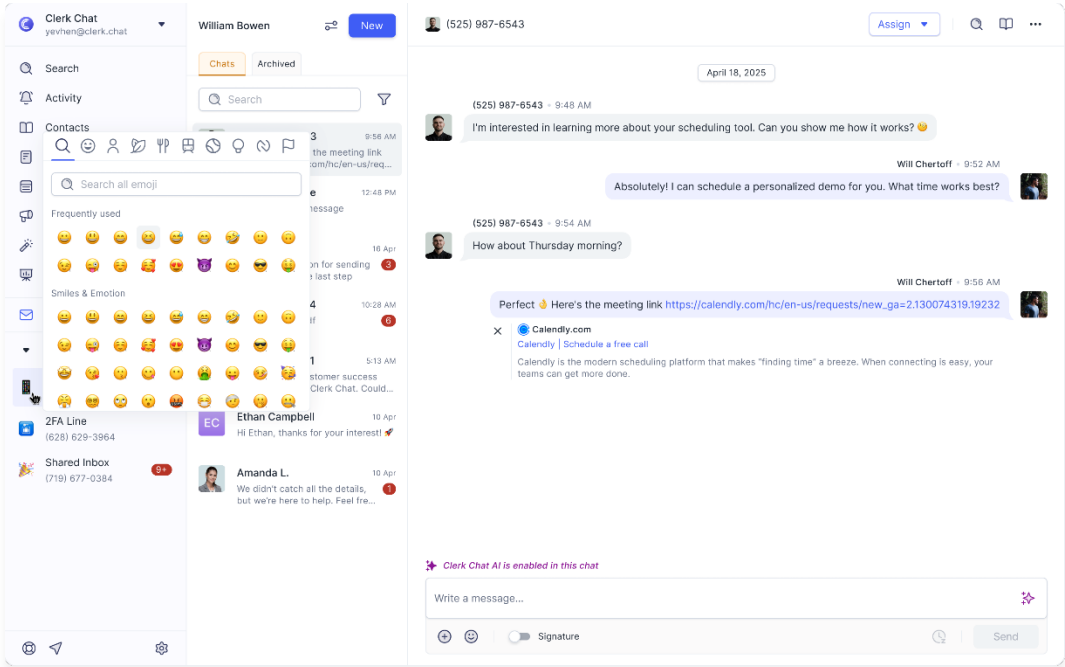 Clerk Chat
yevhen@clerk.chat
Search
Activity
Contacts
Search all emoji
Frequently used
Smiles & Emotion
2FA Line
(628) 629-3964
Shared Inbox
(719) 677-0384
9+
William Bowen
New
Chats
Archived
Search
3
9:56 AM
the meeting link
com/hc/en-us/req...
e
12:48 PM
message
16 Apr
on for sending
e last step
3
4
10:28 AM
lf
6
1
5:13 AM
stomer success
Clerk Chat. Could...
EC
Ethan Campbell
10 Apr
Hi Ethan, thanks for your interest! 🚀
Amanda L.
10 Apr
We didn't catch all the details,
but we're here to help. Feel fre...
1
(525) 987-6543
Assign
April 18, 2025
(525) 987-6543 • 9:48 AM
I'm interested in learning more about your scheduling tool. Can you show me how it works? 😊
Will Chertoff • 9:52 AM
Absolutely! I can schedule a personalized demo for you. What time works best?
(525) 987-6543 • 9:54 AM
How about Thursday morning?
Will Chertoff • 9:56 AM
Perfect 👌 Here's the meeting link https://calendly.com/hc/en-us/requests/new_ga=2.130074319.19232
Calendly.com
Calendly | Schedule a free call
Calendly is the modern scheduling platform that makes "finding time" a breeze. When connecting is easy, your
teams can get more done.
Clerk Chat AI is enabled in this chat
Write a message...
Signature
Send